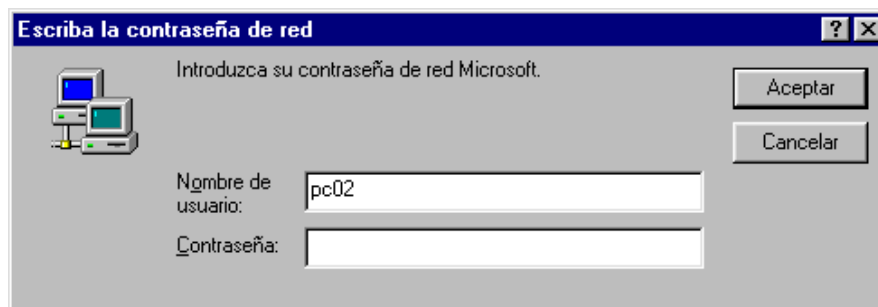 Escriba la contraseña de red
Introduzca su contraseña de red Microsoft.
Aceptar
Cancelar
Nombre de
usuario:
pc02
Contraseña: